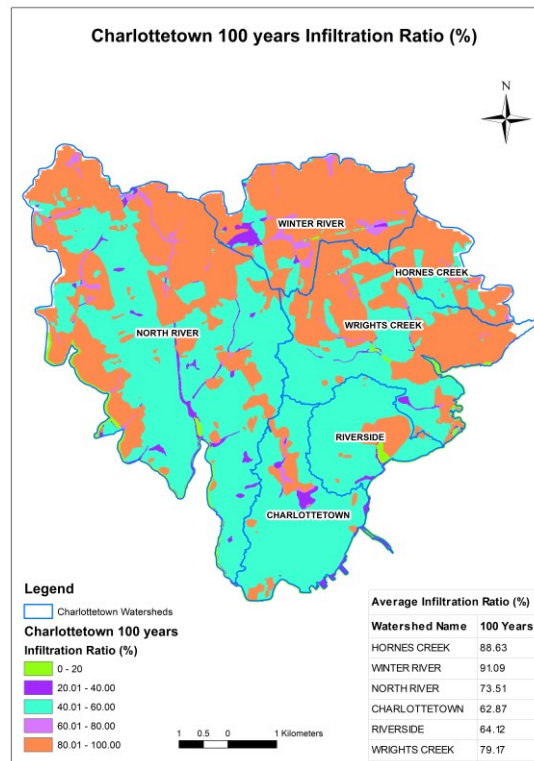 Charlottetown 100 years Infiltration Ratio (%)
N
WINTER RIVER
HORNES CREEK
WRIGHTS CREEK
NORTH RIVER
RIVERSIDE
CHARLOTTETOWN
Legend
Charlottetown Watersheds
Charlottetown 100 years
Infiltration Ratio (%)
0 - 20
20.01 - 40.00
40.01 - 60.00
60.01 - 80.00
80.01 - 100.00
1 0.5 0 1 Kilometers
Average Infiltration Ratio (%)
Watershed Name 100 Years
HORNES CREEK 88.63
WINTER RIVER 91.09
NORTH RIVER 73.51
CHARLOTTETOWN 62.87
RIVERSIDE 64.12
WRIGHTS CREEK 79.17